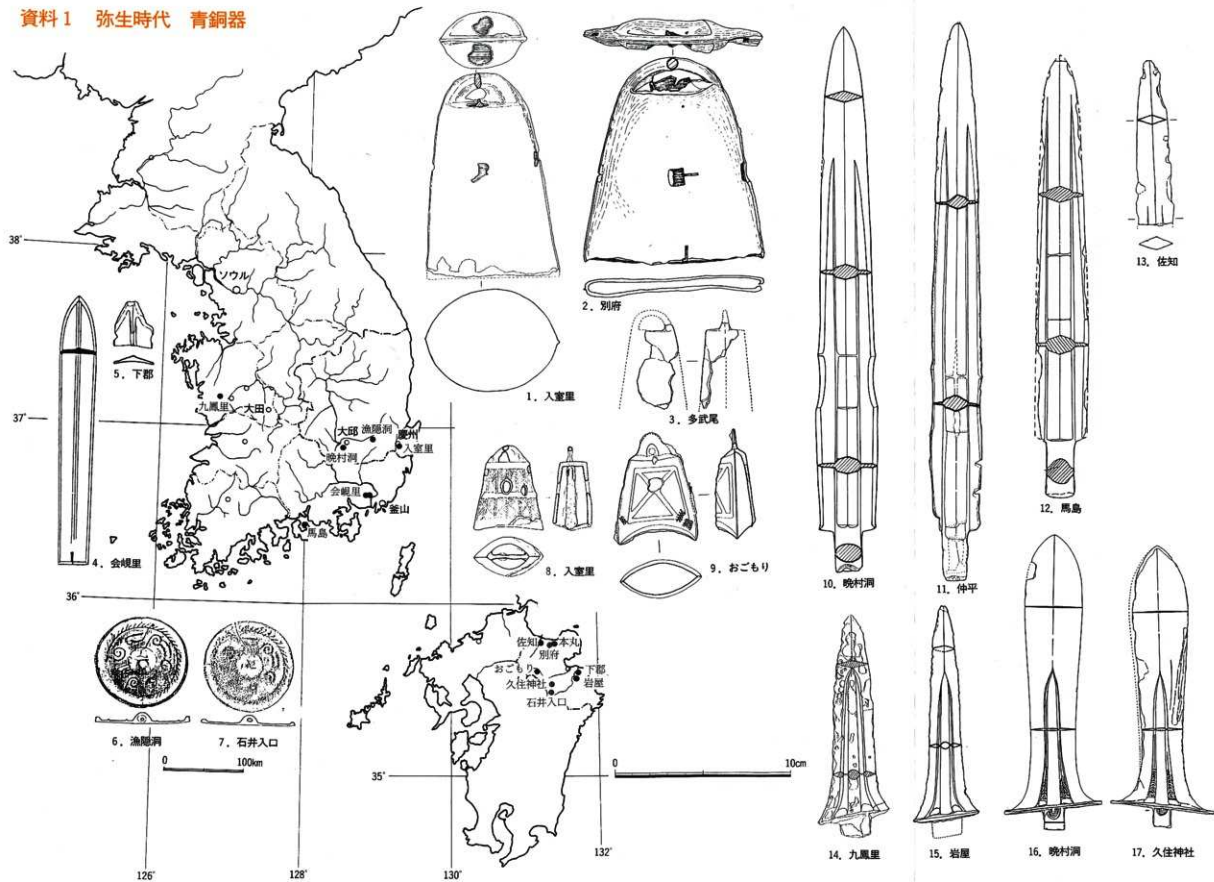 資料1 弥生時代 青銅器
38°
37°
36°
35°
126°
128°
130°
132°
ソウル
九鳳里
大田
大邱
漁隠洞
慶州
晩村洞
入室里
会峴里
釜山
馬島
佐知
本丸
別府
おごもり
下郡
久住神社
岩屋
石井入口
1. 入室里
2. 別府
3. 多武尾
4. 会峴里
5. 下郡
6. 漁隠洞
7. 石井入口
8. 入室里
9. おごもり
10. 晩村洞
11. 仲平
12. 馬島
13. 佐知
14. 九鳳里
15. 岩屋
16. 晩村洞
17. 久住神社
0 100km
0 10cm